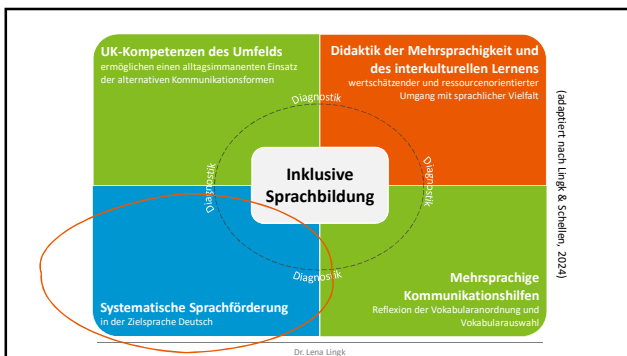 UK-Kompetenzen des Umfelds
ermöglichen einen alltagsimmanenten Einsatz
der alternativen Kommunikationsformen
Didaktik der Mehrsprachigkeit und
des interkulturellen Lernens
wertschätzender und ressourcenorientierter
Umgang mit sprachlicher Vielfalt
Diagnostik
Diagnostik
Inklusive
Sprachbildung
Diagnostik
Diagnostik
Systematische Sprachförderung
in der Zielsprache Deutsch
Mehrsprachige
Kommunikationshilfen
Reflexion der Vokabularanordnung und
Vokabularauswahl
(adaptiert nach Lingk & Schellen, 2024)
Dr. Lena Lingk